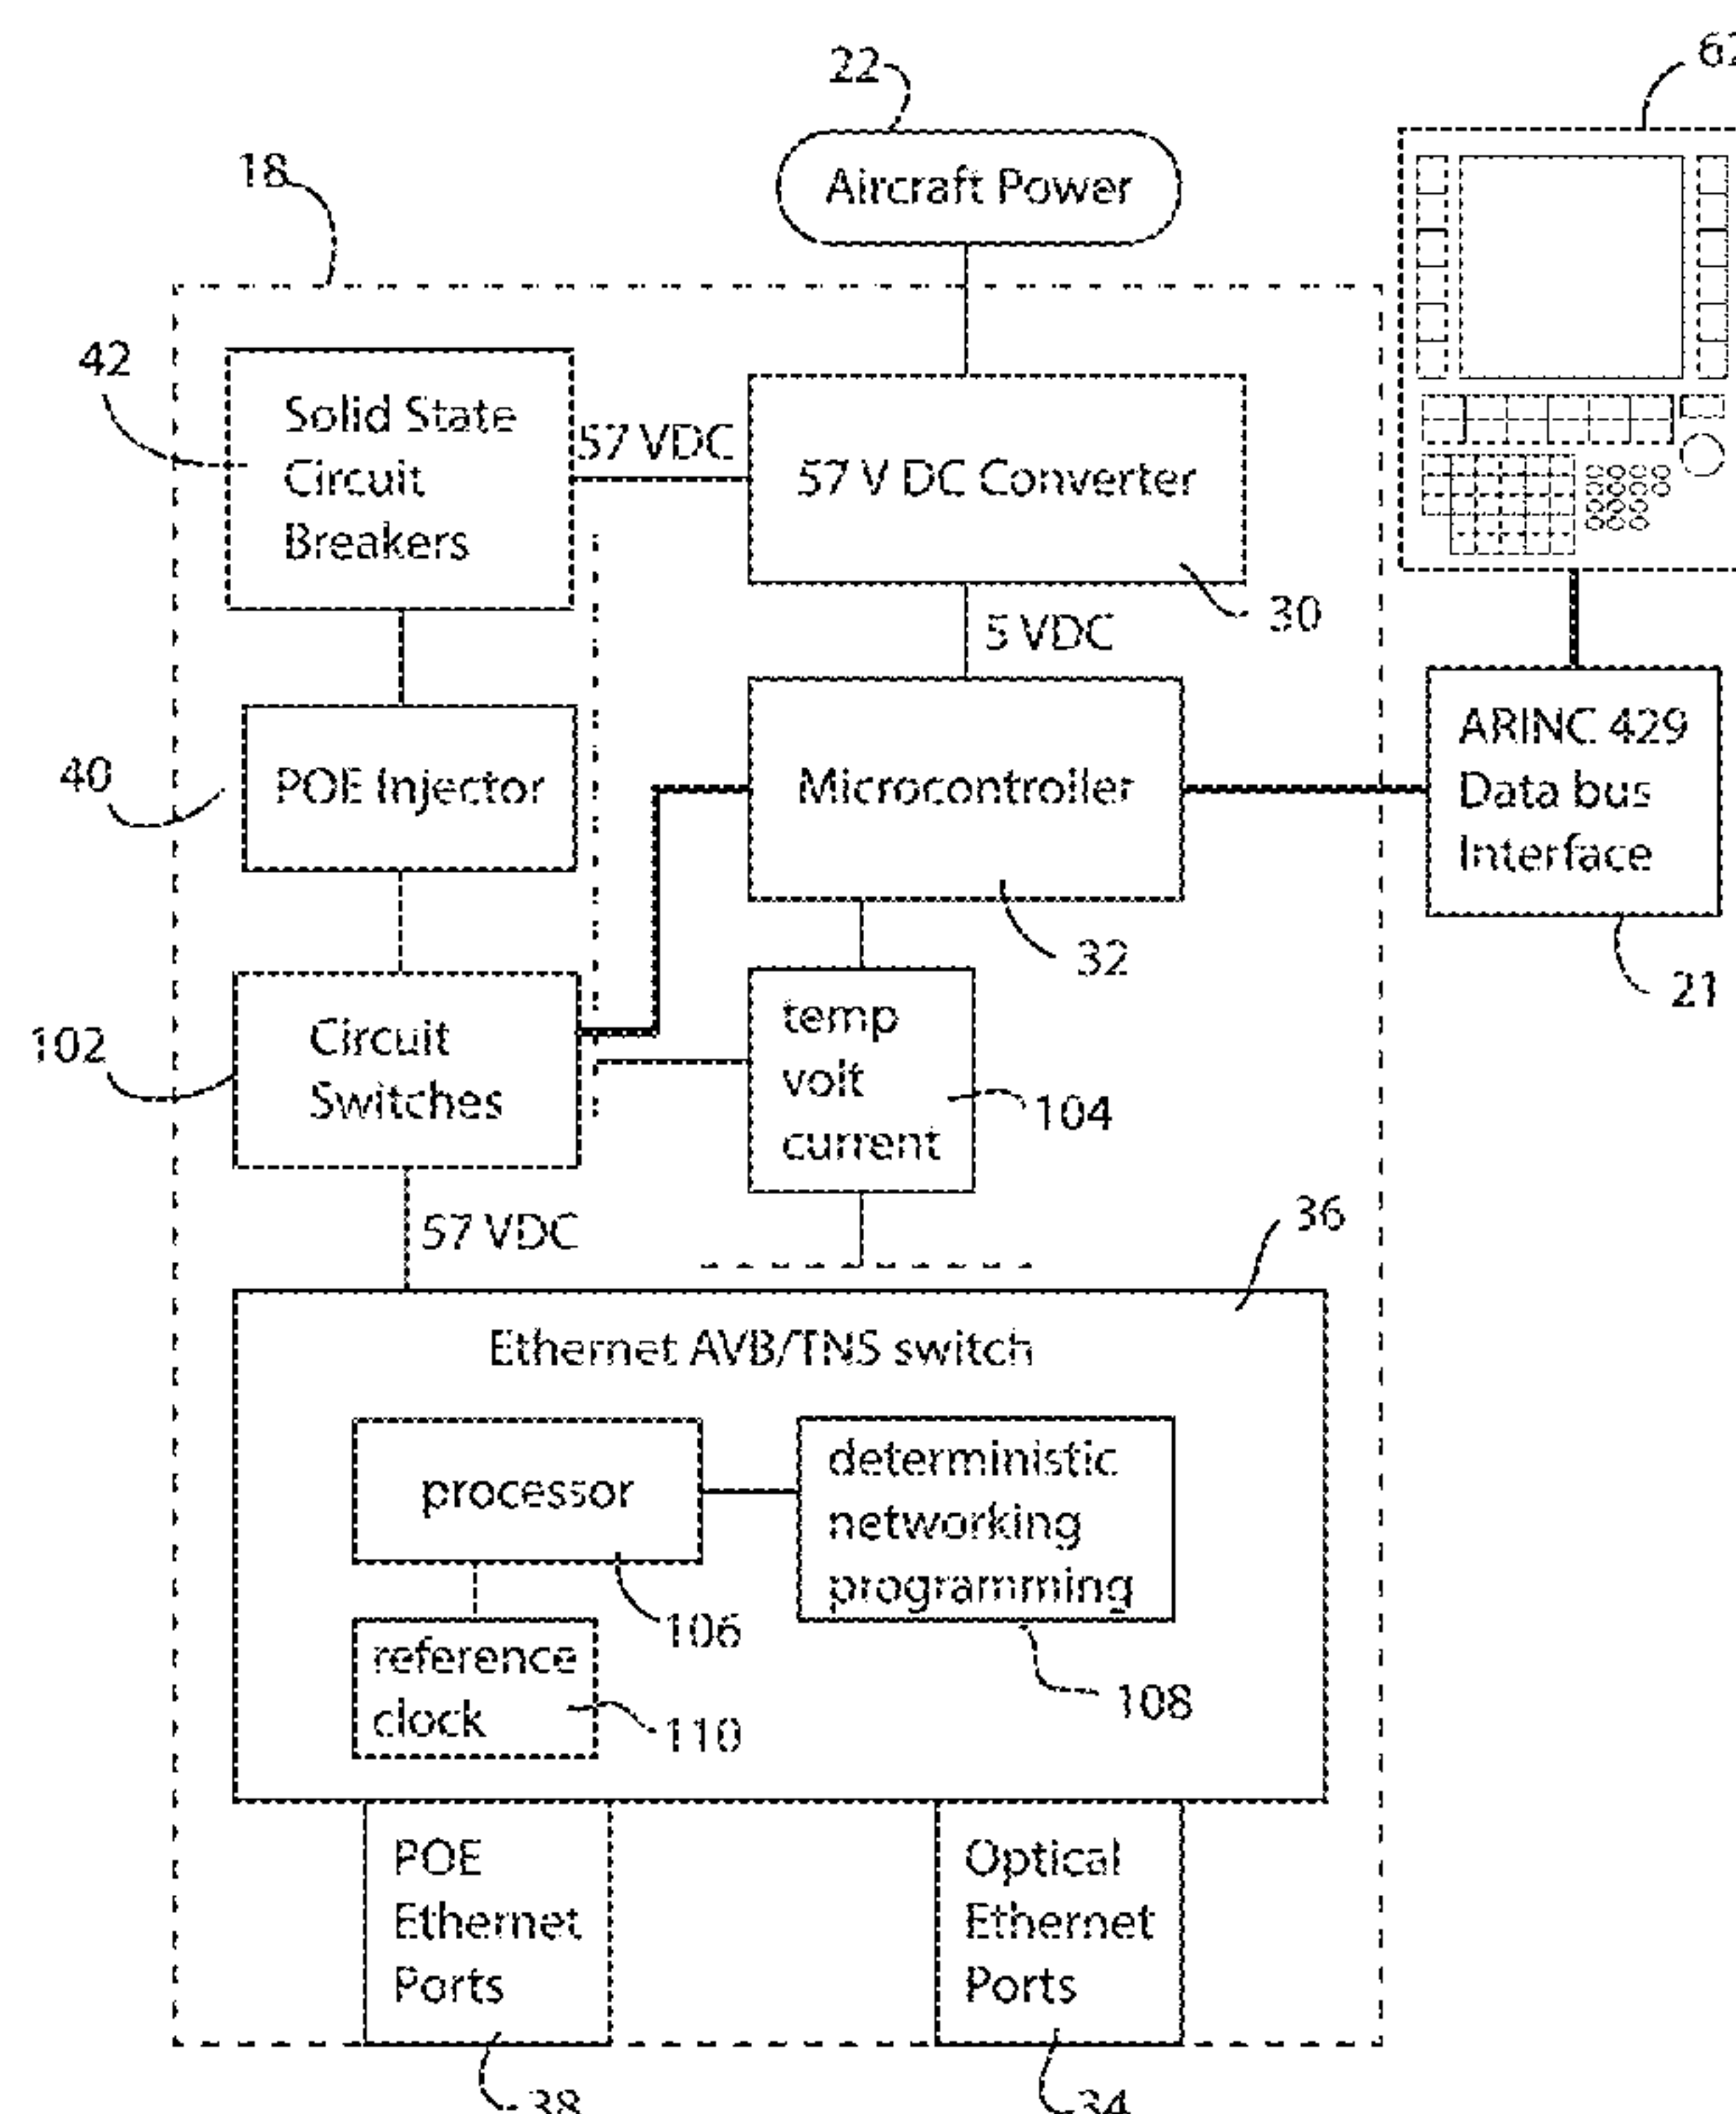 22
62
18
Aircraft Power
42
Solid State
Circuit
Breakers
57 VDC
57 V DC Converter
30
5 VDC
40
POE Injector
Microcontroller
ARINC 429
Data bus
Interface
32
21
102
Circuit
Switches
temp
volt
current
104
57 VDC
36
Ethernet AVB/TNS switch
processor
deterministic
networking
programming
106
reference
clock
108
110
POE
Ethernet
Ports
Optical
Ethernet
Ports
38
34